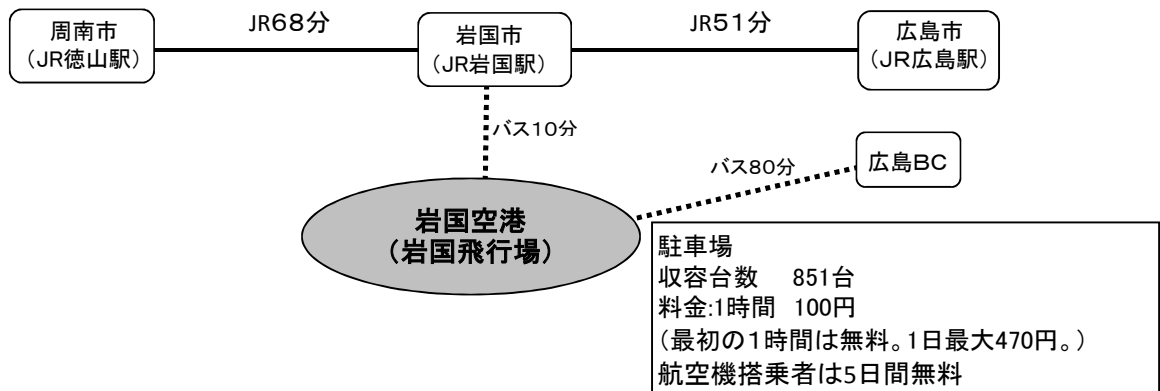 JR68分
JR51分
周南市
（JR徳山駅）
岩国市
（JR岩国駅）
広島市
（JR広島駅）
バス10分
バス80分
広島BC
岩国空港
（岩国飛行場）
駐車場
収容台数　851台
料金:1時間　100円
（最初の１時間は無料。1日最大470円。）
航空機搭乗者は5日間無料